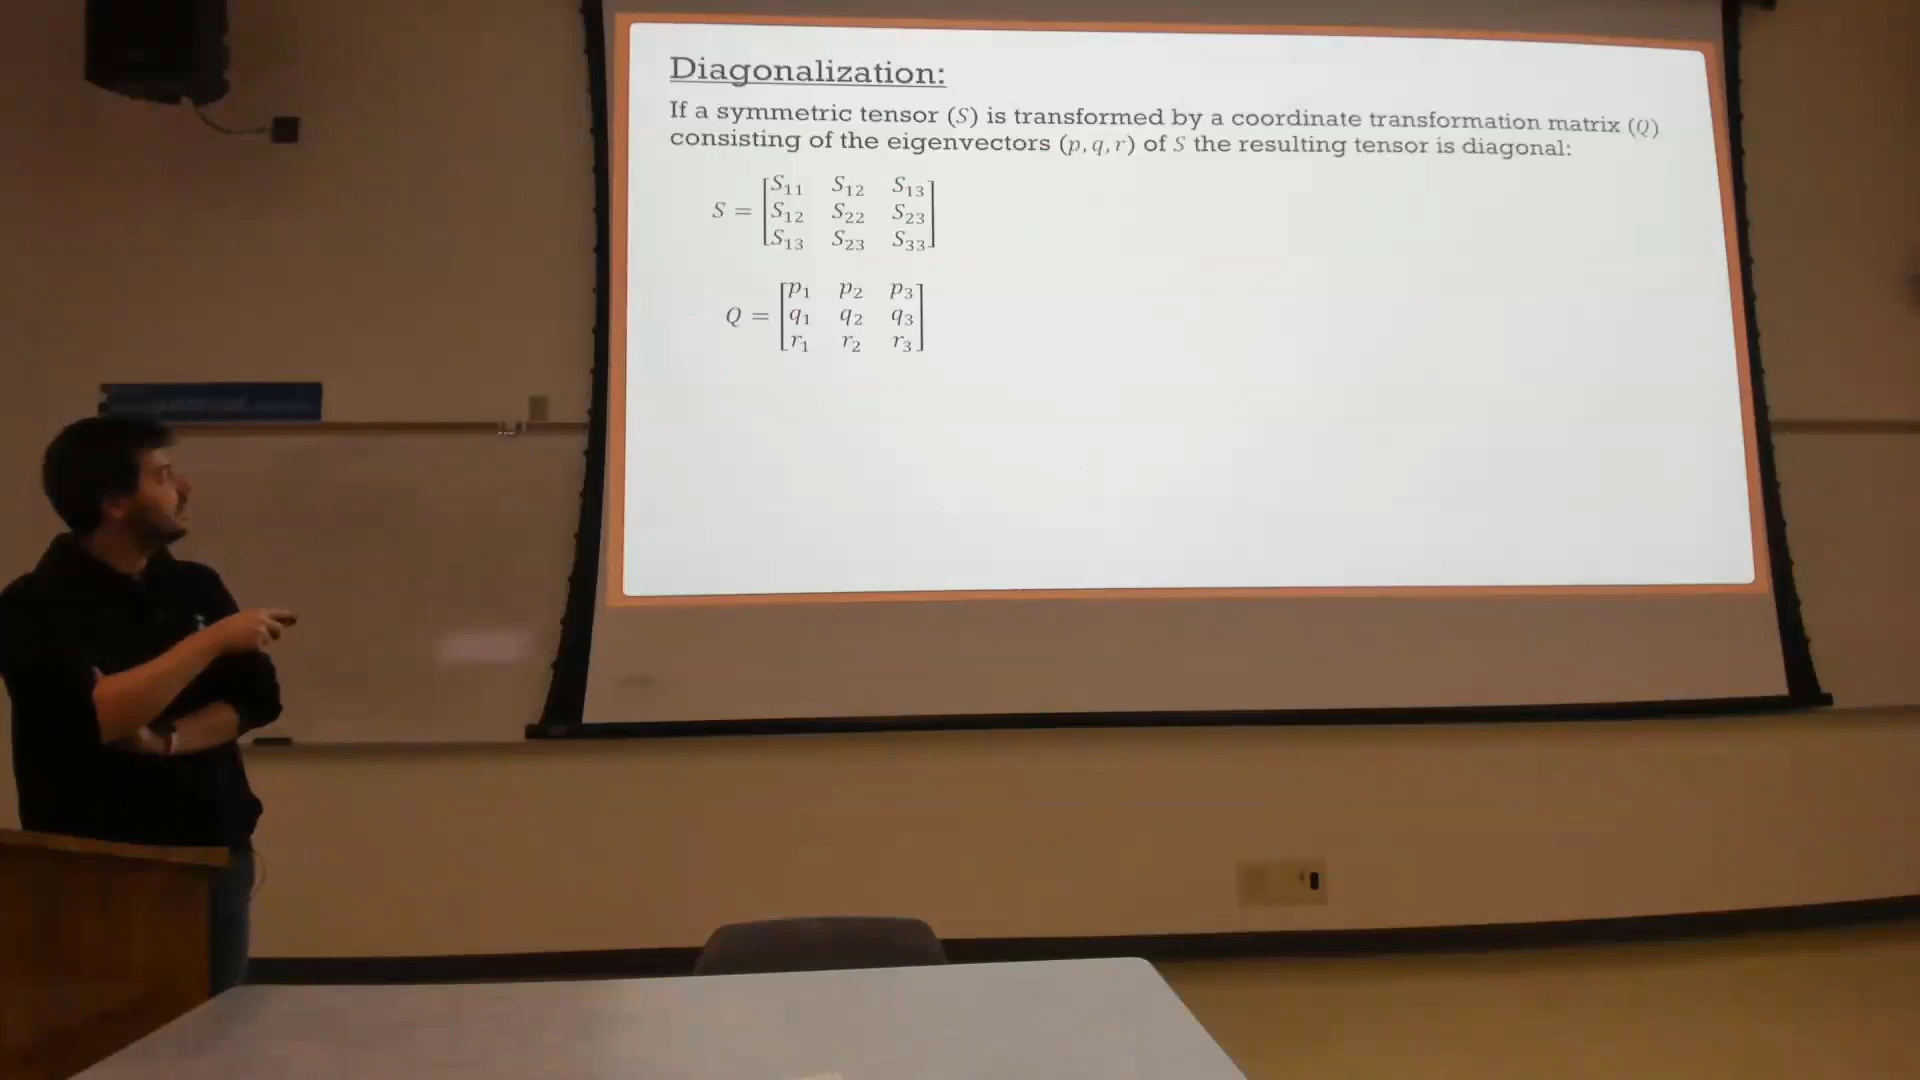 Diagonalization:
If a symmetric tensor (S) is transformed by a coordinate transformation matrix (Q)
consisting of the eigenvectors (p, q, r) of S the resulting tensor is diagonal:
S = [S₁₁ S₁₂ S₁₃
S₁₂ S₂₂ S₂₃
S₁₃ S₂₃ S₃₃]
Q = [p₁ p₂ p₃
q₁ q₂ q₃
r₁ r₂ r₃]